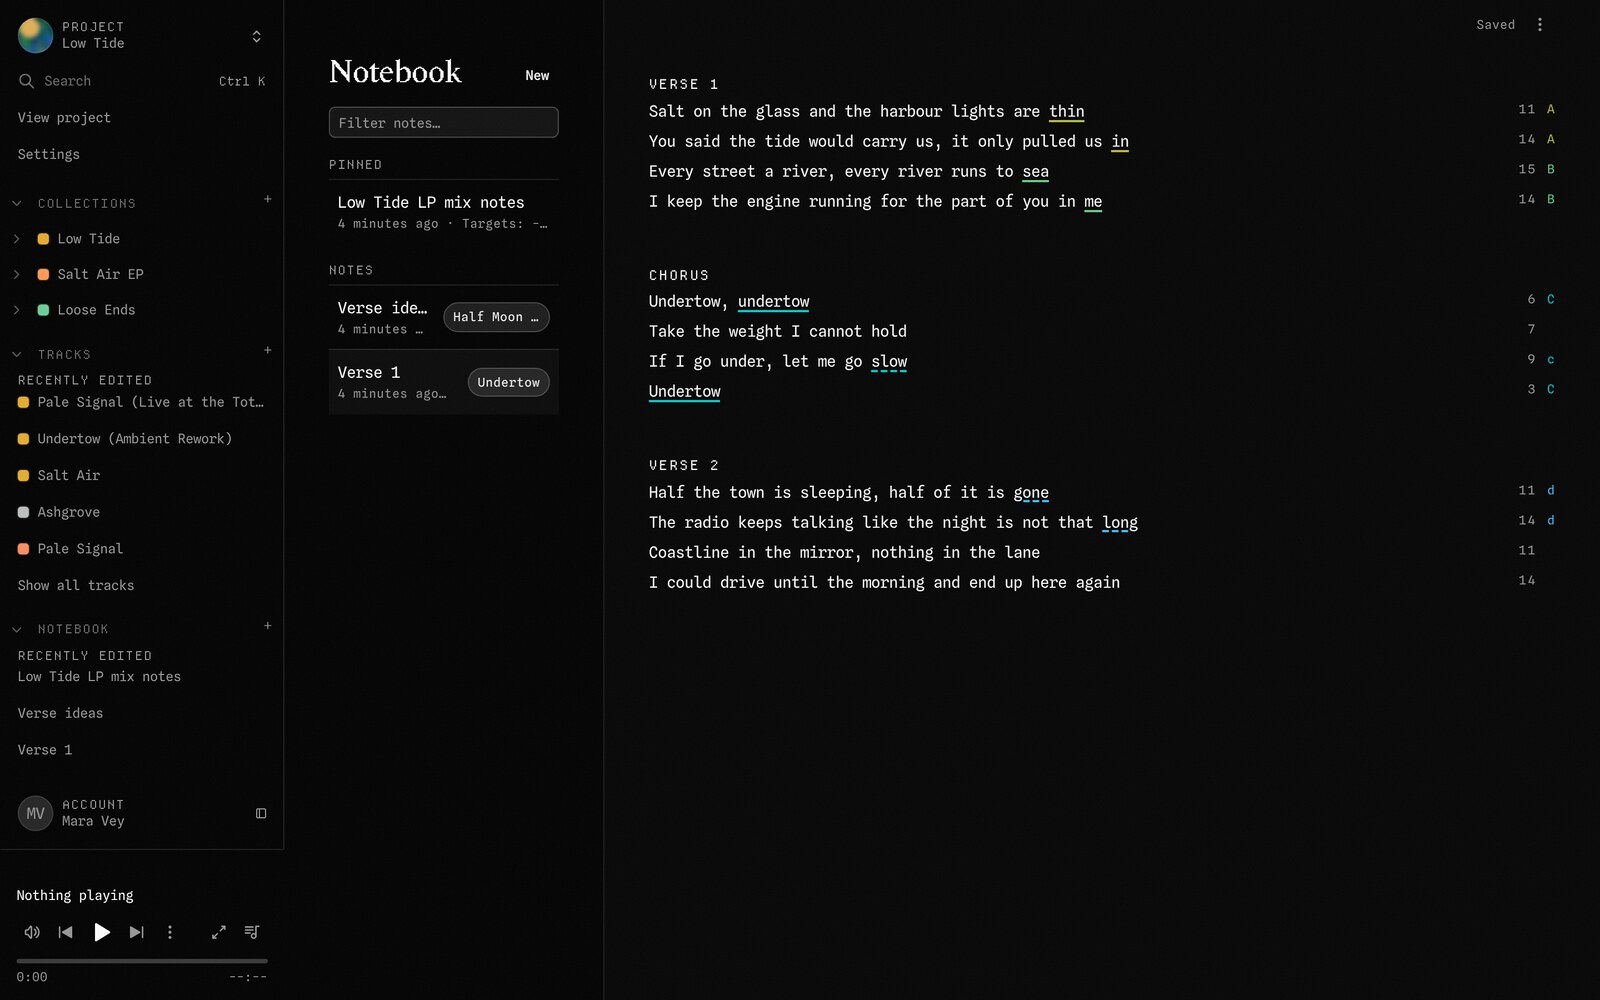 PROJECT
Low Tide
Search Ctrl K
View project
Settings
COLLECTIONS +
Low Tide
Salt Air EP
Loose Ends
TRACKS +
RECENTLY EDITED
Pale Signal (Live at the Tot…
Undertow (Ambient Rework)
Salt Air
Ashgrove
Pale Signal
Show all tracks
NOTEBOOK +
RECENTLY EDITED
Low Tide LP mix notes
Verse ideas
Verse 1
MV
ACCOUNT
Mara Vey
Nothing playing
0:00 --:--
Notebook New
Filter notes…
PINNED
Low Tide LP mix notes
4 minutes ago · Targets: -…
NOTES
Verse ide…
4 minutes …
Half Moon …
Verse 1
4 minutes ago…
Undertow
Saved
VERSE 1
Salt on the glass and the harbour lights are thin 11 A
You said the tide would carry us, it only pulled us in 14 A
Every street a river, every river runs to sea 15 B
I keep the engine running for the part of you in me 14 B
CHORUS
Undertow, undertow 6 C
Take the weight I cannot hold 7
If I go under, let me go slow 9 c
Undertow 3 C
VERSE 2
Half the town is sleeping, half of it is gone 11 d
The radio keeps talking like the night is not that long 14 d
Coastline in the mirror, nothing in the lane 11
I could drive until the morning and end up here again 14